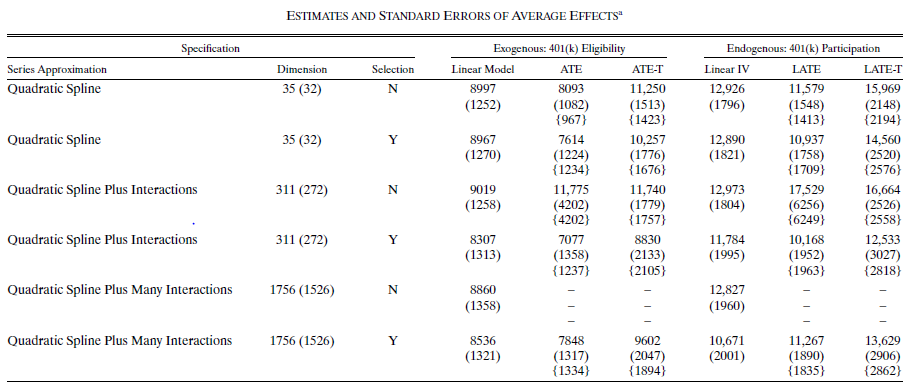 ESTIMATES AND STANDARD ERRORS OF AVERAGE EFFECTSª
Specification Exogenous: 401(k) Eligibility Endogenous: 401(k) Participation
Series Approximation Dimension Selection Linear Model ATE ATE-T Linear IV LATE LATE-T
Quadratic Spline 35 (32) N 8997 8093 11,250 12,926 11,579 15,969
(1252) (1082) (1513) (1796) (1548) (2148)
{967} {1423} {1413} {2194}
Quadratic Spline 35 (32) Y 8967 7614 10,257 12,890 10,937 14,560
(1270) (1224) (1776) (1821) (1758) (2520)
{1234} {1676} {1709} {2576}
Quadratic Spline Plus Interactions 311 (272) N 9019 11,775 11,740 12,973 17,529 16,664
(1258) (4202) (1779) (1804) (6256) (2526)
{4202} {1757} {6249} {2558}
Quadratic Spline Plus Interactions 311 (272) Y 8307 7077 8830 11,784 10,168 12,533
(1313) (1358) (2133) (1995) (1952) (3027)
{1237} {2105} {1963} {2818}
Quadratic Spline Plus Many Interactions 1756 (1526) N 8860 – – 12,827 – –
(1358) – – (1960) – –
– – – –
Quadratic Spline Plus Many Interactions 1756 (1526) Y 8536 7848 9602 10,671 11,267 13,629
(1321) (1317) (2047) (2001) (1890) (2906)
{1334} {1894} {1835} {2862}